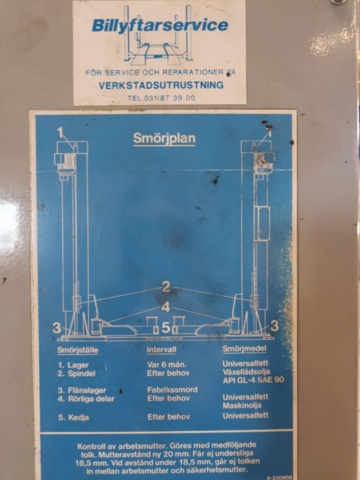 Billyftarservice
FÖR SERVICE OCH REPARATIONER PÅ
VERKSTADSUTRUSTNING
TEL 031/87 39 00
Smörjplan
1
1
2
4
3
5
3
Smörjställe Intervall Smörjmedel
1. Lager Var 6 mån. Universalfett
2. Spindel Efter behov Växellådsolja
API GL-4 SAE 90
3. Flänslager Fabrikssmord Universalfett
4. Rörliga delar Efter behov Universalfett
Maskinolja
5. Kedja Efter behov Universalfett
Kontroll av arbetsmutter. Göres med medföljande
tolk. Mutteravstånd ny 20 mm. Får ej understiga
18,5 mm. Vid avstånd under 18,5 mm, går ej tolken
in mellan arbetsmutter och säkerhetsmutter.